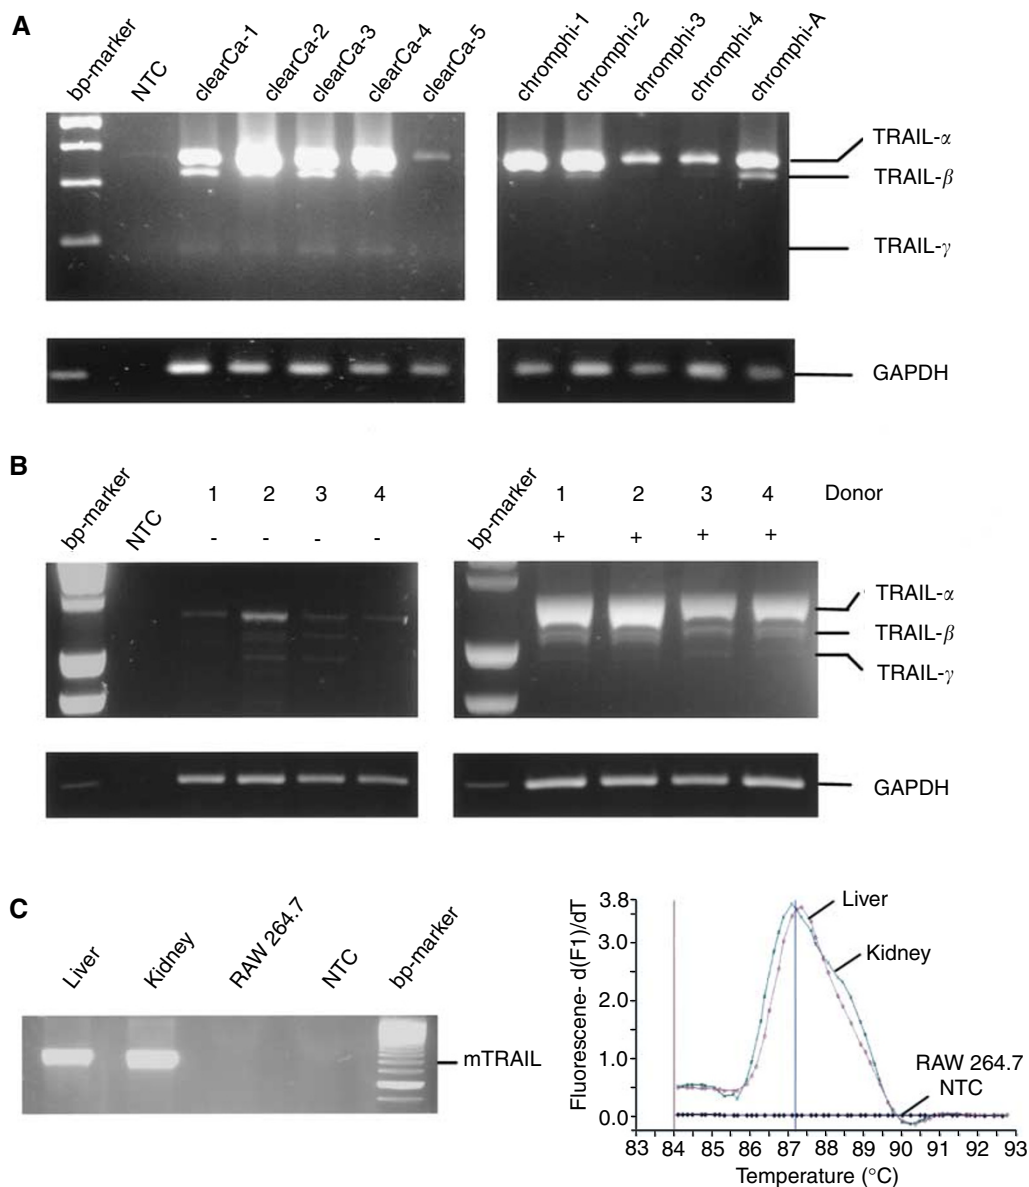 A
bp-marker NTC clearCa-1 clearCa-2 clearCa-3 clearCa-4 clearCa-5 chromphi-1 chromphi-2 chromphi-3 chromphi-4 chromphi-A
TRAIL-α
TRAIL-β
TRAIL-γ
GAPDH
B
bp-marker NTC 1 2 3 4 bp-marker 1 2 3 4 Donor
- - - - + + + +
TRAIL-α
TRAIL-β
TRAIL-γ
GAPDH
C
Liver Kidney RAW 264.7 NTC bp-marker
mTRAIL
Fluorescene- d(F1)/dT
3.8
3.0
2.0
1.0
0.0
Liver
Kidney
RAW 264.7
NTC
83 84 85 86 87 88 89 90 91 92 93
Temperature (°C)